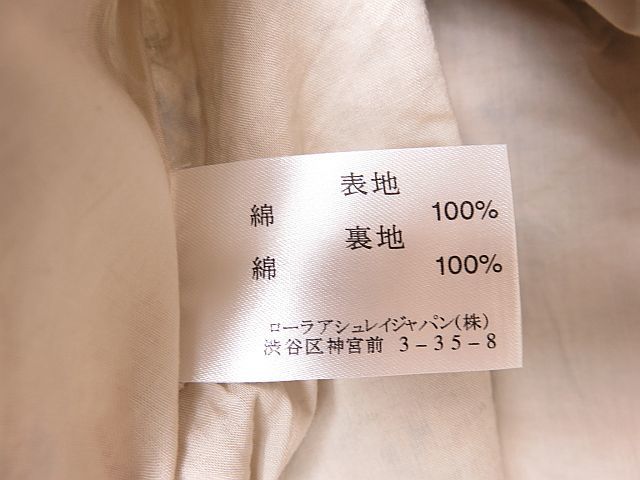 表地
綿 100%
裏地
綿 100%
ローラアシュレイジャパン(株)
渋谷区神宮前 3-35-8